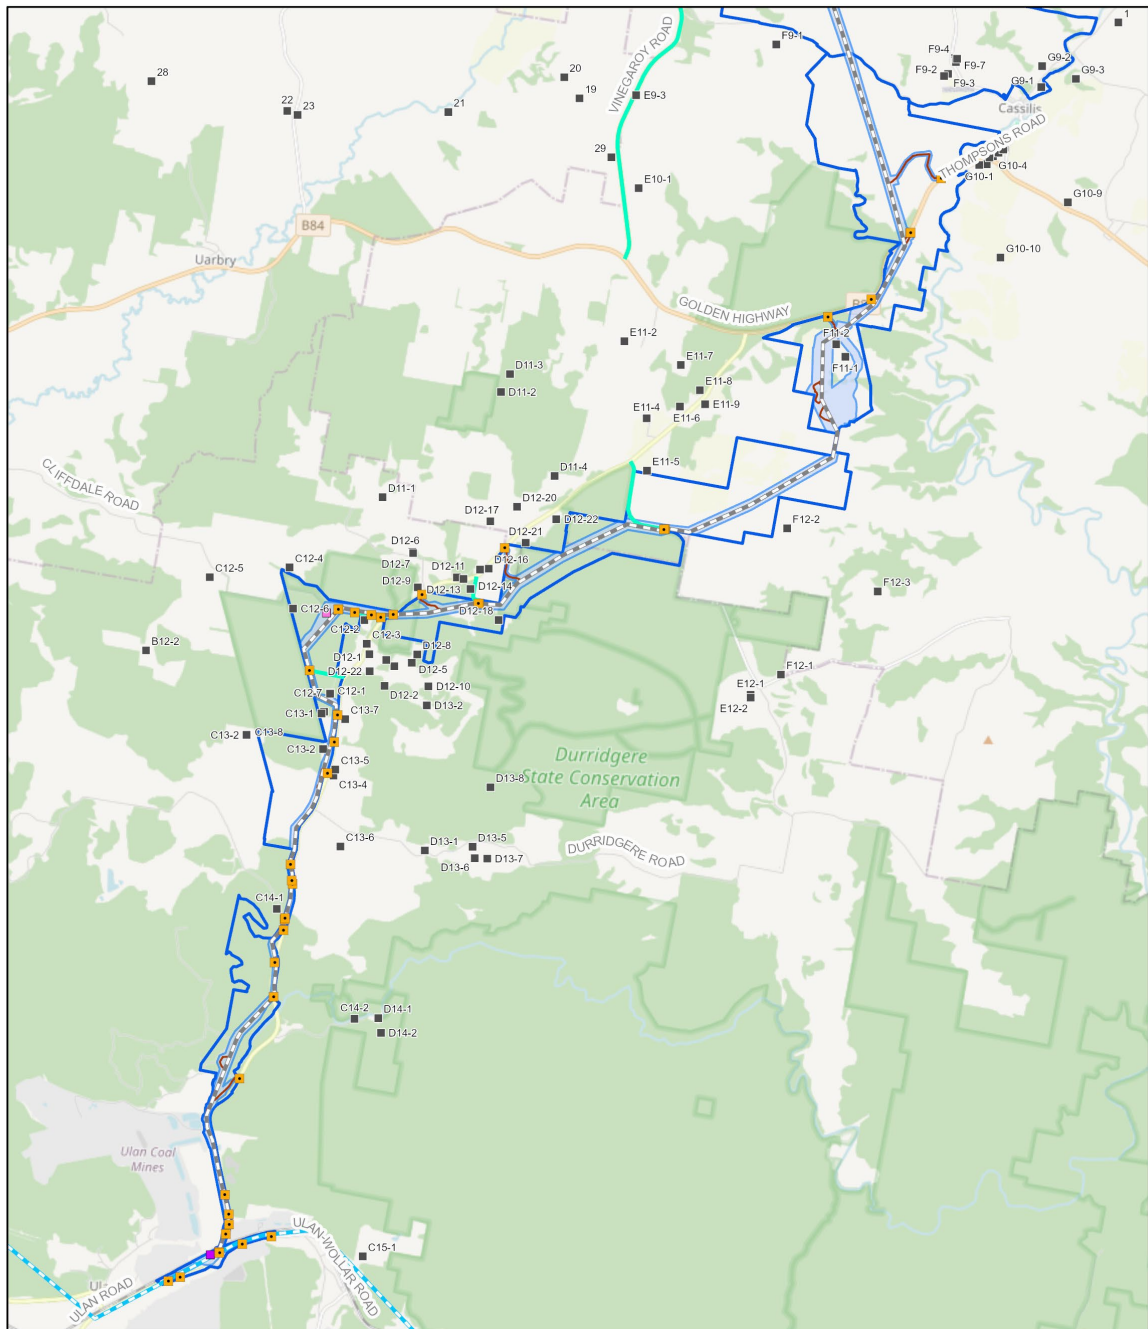 1
F9-1
F9-4
F9-7
F9-2
F9-3
G9-2
G9-3
G9-1
Cassilis
28
22
23
21
20
19
VINEGAROY ROAD
E9-3
29
E10-1
THOMPSONS ROAD
G10-4
G10-1
G10-9
G10-10
B84
Uarbry
GOLDEN HIGHWAY
E11-2
F11-2
F11-1
E11-7
D11-3
D11-2
E11-8
E11-9
E11-4
E11-6
CLIFFDALE ROAD
D11-4
E11-5
D11-1
D12-20
D12-17
D12-22
D12-21
F12-2
D12-6
D12-7
D12-16
C12-4
C12-5
D12-11
D12-9
D12-13
D12-14
F12-3
C12-6
D12-18
C12-2
C12-3
B12-2
D12-1
D12-8
D12-22
D12-5
F12-1
C12-7
C12-1
D12-2
D12-10
E12-1
C13-1
C13-7
D13-2
E12-2
C13-2
C13-8
C13-2
Durridgere
State Conservation
Area
C13-5
C13-4
D13-8
C13-6
D13-1
D13-5
D13-6
D13-7
DURRIDGERE ROAD
C14-1
C14-2
D14-1
D14-2
Ulan Coal
Mines
ULAN-WOLLAR ROAD
C15-1
ULAN ROAD